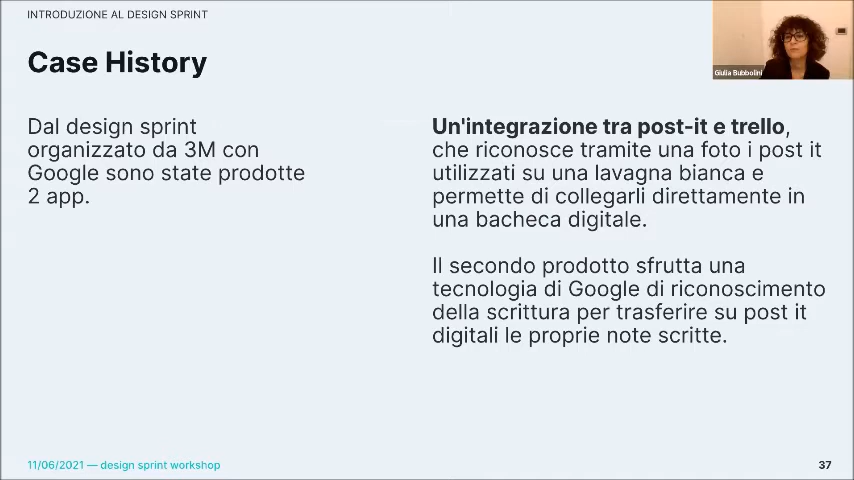 INTRODUZIONE AL DESIGN SPRINT
Case History
Giulia Bubbolini
Dal design sprint
organizzato da 3M con
Google sono state prodotte
2 app.
Un'integrazione tra post-it e trello,
che riconosce tramite una foto i post it
utilizzati su una lavagna bianca e
permette di collegarli direttamente in
una bacheca digitale.
Il secondo prodotto sfrutta una
tecnologia di Google di riconoscimento
della scrittura per trasferire su post it
digitali le proprie note scritte.
11/06/2021 — design sprint workshop
37